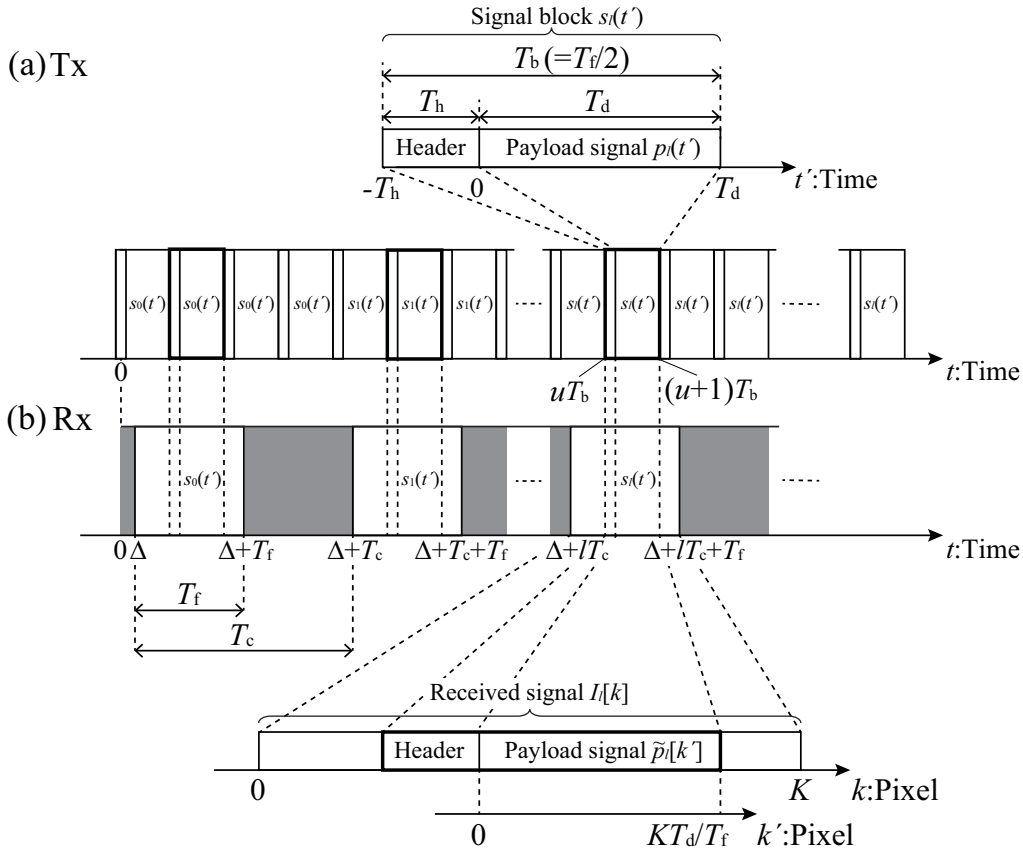 Signal block sl(t′)
(a) Tx
Tb (=Tf/2)
Th Td
Header Payload signal pl(t′)
-Th 0 Td t′:Time
s0(t′) s0(t′) s0(t′) s0(t′) s1(t′) s1(t′) s1(t′) ...... sl(t′) sl(t′) sl(t′) sl(t′) ...... sl(t′)
0 uTb (u+1)Tb t:Time
(b) Rx
s0(t′) s1(t′) ...... sl(t′) ......
0 Δ Δ+Tf Δ+Tc Δ+Tc+Tf Δ+lTc Δ+lTc+Tf t:Time
Tf
Tc
Received signal Il[k]
Header Payload signal p̃l[k′]
0 K k:Pixel
0 KTd/Tf k′:Pixel